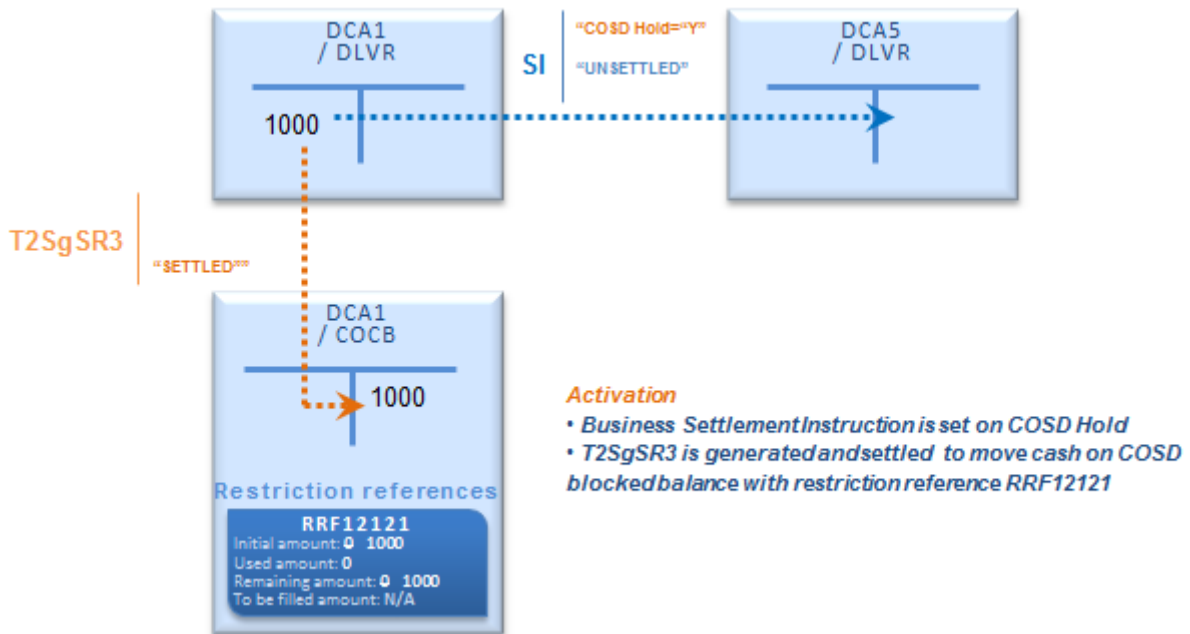 DCA1
/ DLVR
SI
“COSD Hold=“Y”
“UNSETTLED”
DCA5
/ DLVR
1000
T2SgSR3
“SETTLED””
DCA1
/ COCB
1000
Restriction references
RRF12121
Initial amount: 0 1000
Used amount: 0
Remaining amount: 0 1000
To be filled amount: N/A
Activation
• Business SettlementInstruction is set on COSD Hold
• T2SgSR3 is generated and settled to move cash on COSD
blocked balance with restriction reference RRF12121